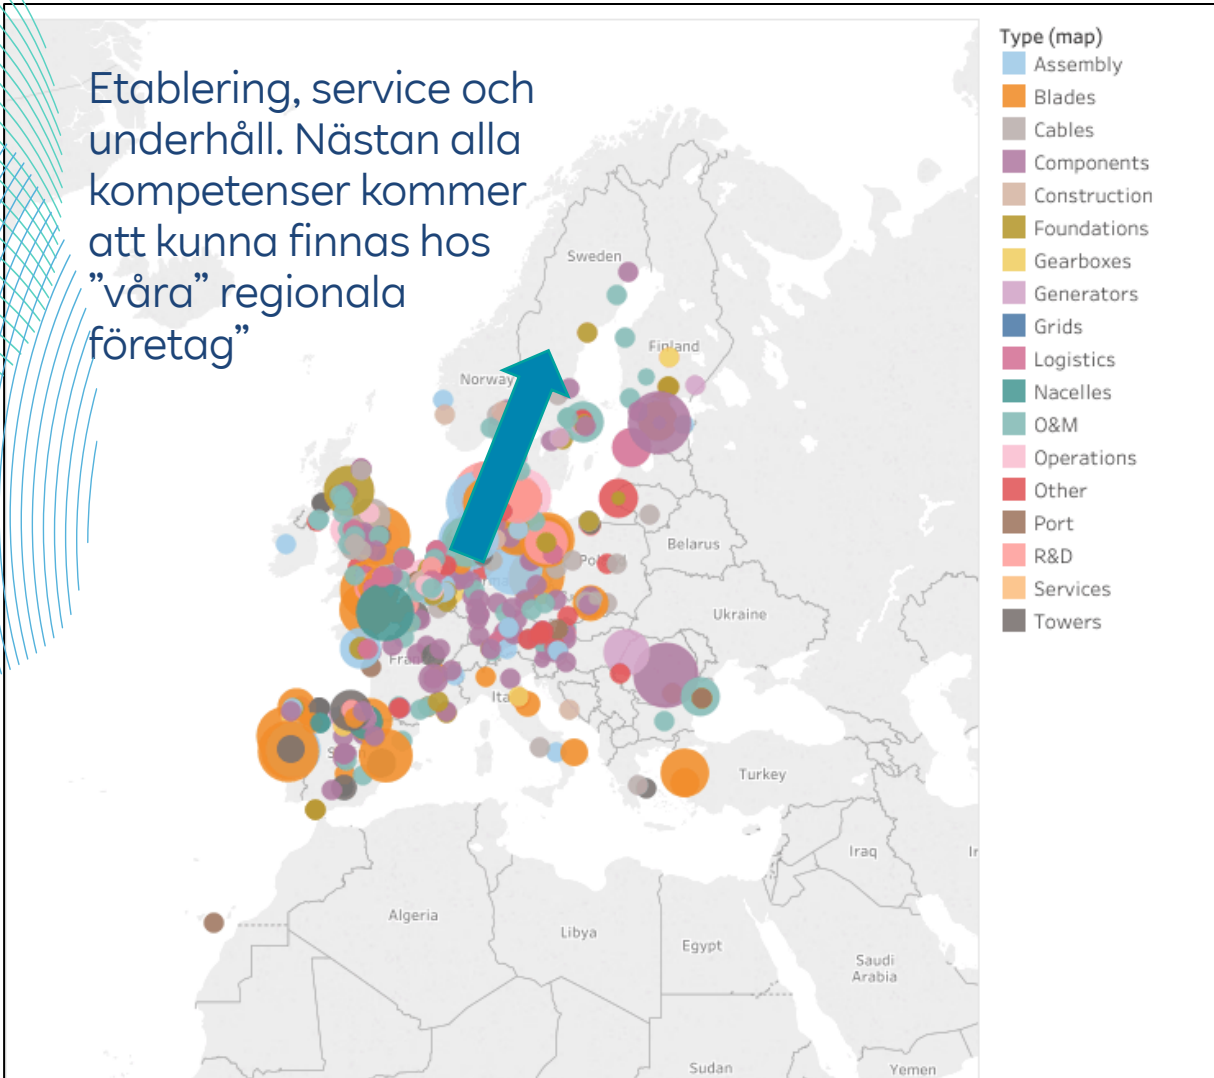 Etablering, service och
underhåll. Nästan alla
kompetenser kommer
att kunna finnas hos
”våra” regionala
företag”
Type (map)
Assembly
Blades
Cables
Components
Construction
Foundations
Gearboxes
Generators
Grids
Logistics
Nacelles
O&M
Operations
Other
Port
R&D
Services
Towers
Sweden
Finland
Norway
Belarus
Ukraine
Turkey
Iraq
Algeria
Libya
Egypt
Saudi
Arabia
Sudan
Yemen